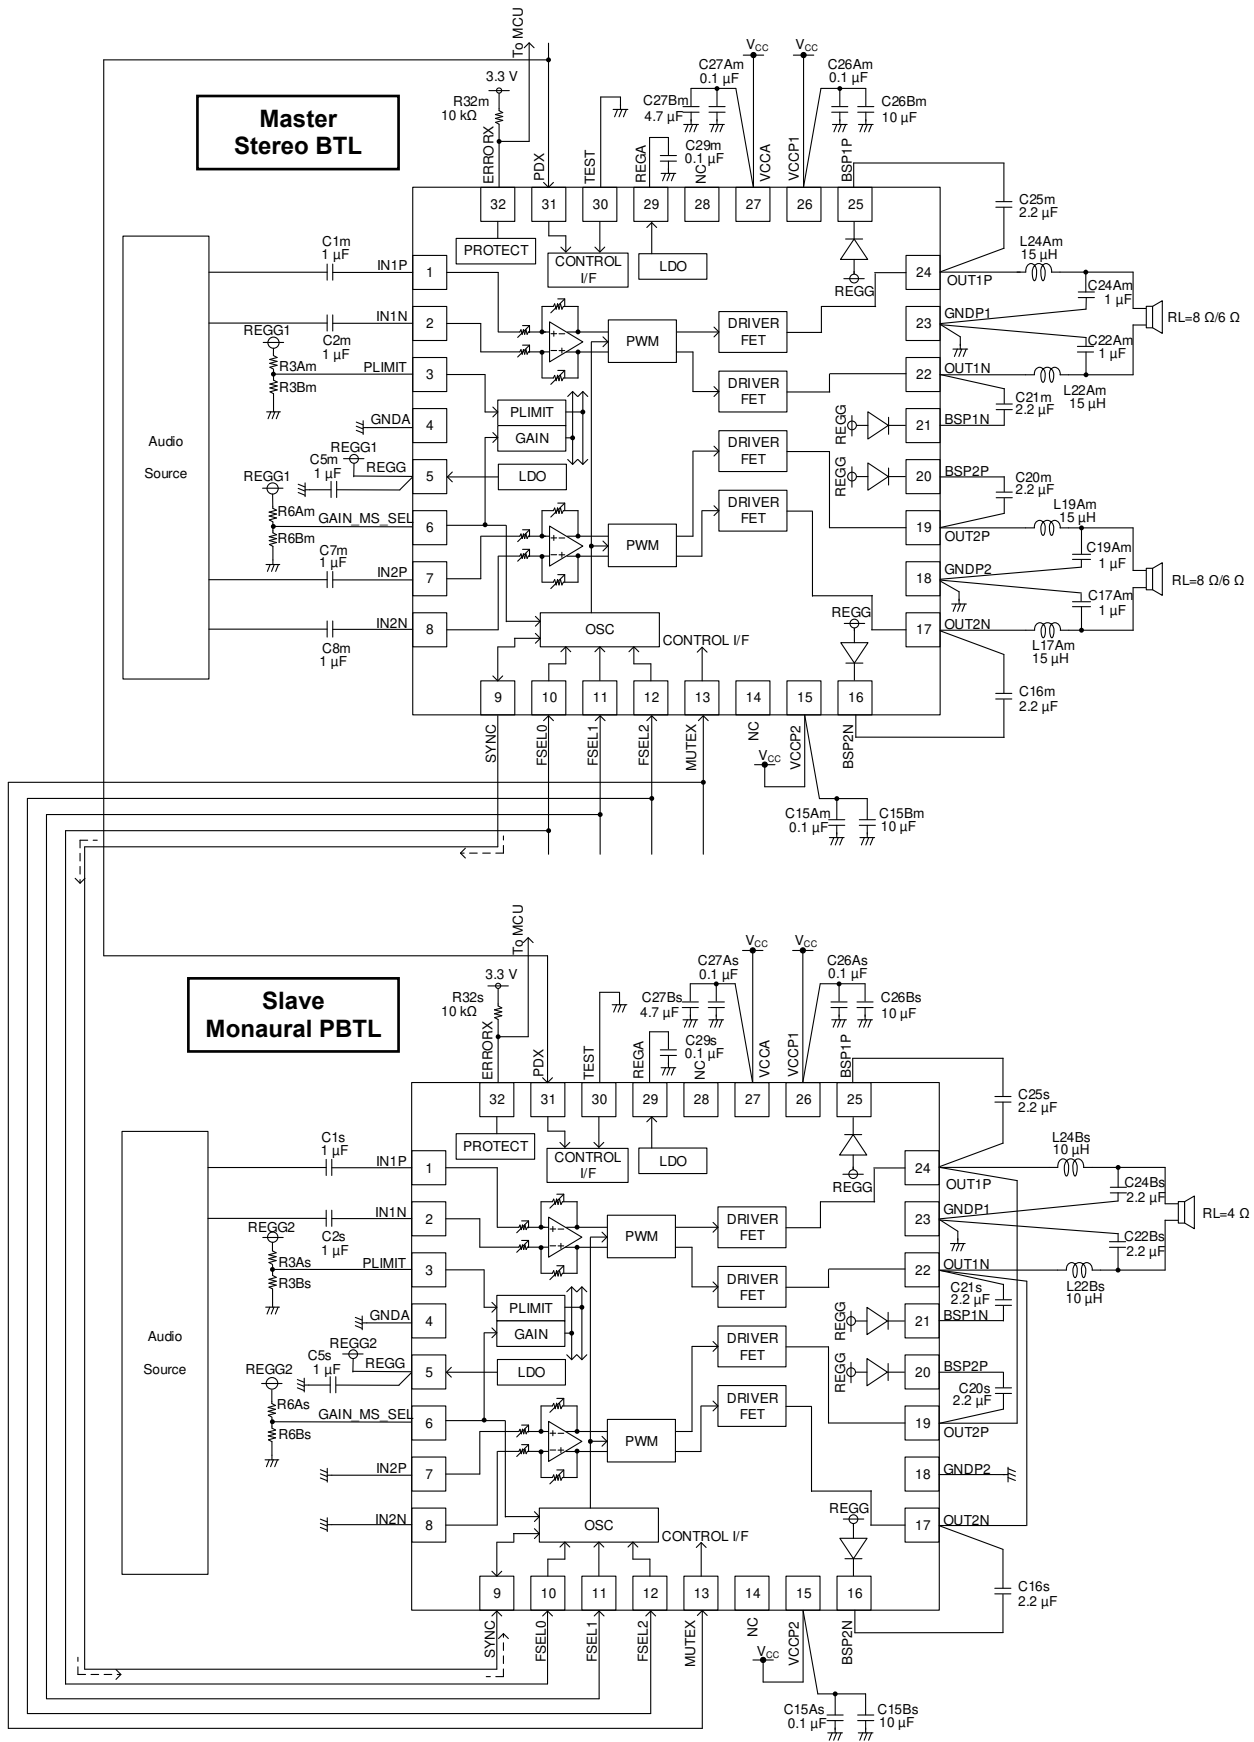 Master
Stereo BTL
To MCU
3.3 V
R32m
10 kΩ
ERRORX
PDX
TEST
REGA
C29m
0.1 µF
NC
C27Bm
4.7 µF
C27Am
0.1 µF
VCC
VCCA
VCC
VCCP1
C26Am
0.1 µF
C26Bm
10 µF
BSP1P
32
31
30
29
28
27
26
25
PROTECT
CONTROL
I/F
LDO
REGG
C25m
2.2 µF
Audio
Source
C1m
1 µF
IN1P
1
IN1N
2
C2m
1 µF
REGG1
R3Am
R3Bm
PLIMIT
3
GNDA
4
REGG1
C5m
1 µF
REGG
5
REGG1
R6Am
R6Bm
GAIN_MS_SEL
6
C7m
1 µF
IN2P
7
IN2N
8
C8m
1 µF
PWM
DRIVER
FET
DRIVER
FET
PLIMIT
GAIN
LDO
DRIVER
FET
DRIVER
FET
PWM
OSC
CONTROL I/F
REGG
REGG
REGG
24
OUT1P
L24Am
15 µH
C24Am
1 µF
GNDP1
23
RL=8 Ω/6 Ω
C22Am
1 µF
22
OUT1N
L22Am
15 µH
C21m
2.2 µF
21
BSP1N
20
BSP2P
C20m
2.2 µF
19
OUT2P
L19Am
15 µH
C19Am
1 µF
18
GNDP2
RL=8 Ω/6 Ω
C17Am
1 µF
17
OUT2N
L17Am
15 µH
C16m
2.2 µF
9
10
11
12
13
14
15
16
SYNC
FSEL0
FSEL1
FSEL2
MUTEX
NC
VCC
VCCP2
BSP2N
C15Am
0.1 µF
C15Bm
10 µF
Slave
Monaural PBTL
To MCU
3.3 V
R32s
10 kΩ
ERRORX
PDX
TEST
REGA
C29s
0.1 µF
NC
C27Bs
4.7 µF
C27As
0.1 µF
VCC
VCCA
VCC
VCCP1
C26As
0.1 µF
C26Bs
10 µF
BSP1P
32
31
30
29
28
27
26
25
PROTECT
CONTROL
I/F
LDO
REGG
C25s
2.2 µF
Audio
Source
C1s
1 µF
IN1P
1
IN1N
2
C2s
1 µF
REGG2
R3As
R3Bs
PLIMIT
3
GNDA
4
REGG2
C5s
1 µF
REGG
5
REGG2
R6As
R6Bs
GAIN_MS_SEL
6
IN2P
7
IN2N
8
PWM
DRIVER
FET
DRIVER
FET
PLIMIT
GAIN
LDO
DRIVER
FET
DRIVER
FET
PWM
OSC
CONTROL I/F
REGG
REGG
REGG
24
OUT1P
L24Bs
10 µH
C24Bs
2.2 µF
GNDP1
23
RL=4 Ω
C22Bs
2.2 µF
22
OUT1N
L22Bs
10 µH
C21s
2.2 µF
21
BSP1N
20
BSP2P
C20s
2.2 µF
19
OUT2P
18
GNDP2
17
OUT2N
C16s
2.2 µF
9
10
11
12
13
14
15
16
SYNC
FSEL0
FSEL1
FSEL2
MUTEX
NC
VCC
VCCP2
BSP2N
C15As
0.1 µF
C15Bs
10 µF